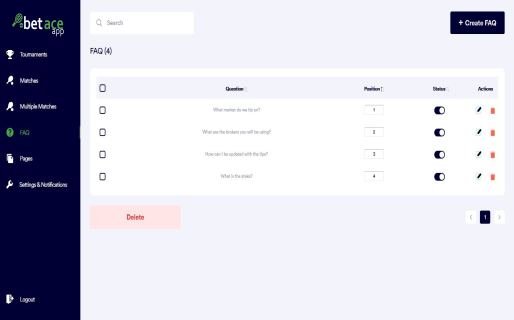 betace
app
Search
+ Create FAQ
Tournaments
FAQ (4)
Matches
Multiple Matches
FAQ
Pages
Settings & Notifications
Logout
Question
Position
Status
Actions
What market do we bet on?
1
What are the brokers you will be using?
2
How can I be updated with the tips?
3
What is the stake?
4
Delete
< 1 >